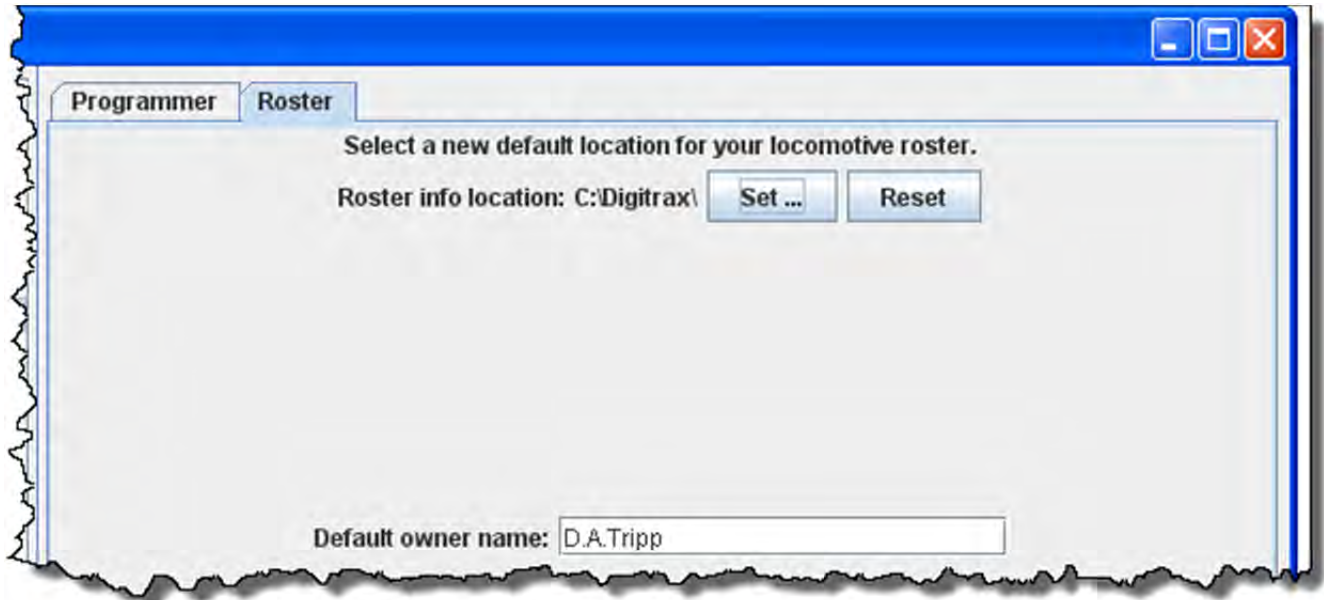 Programmer Roster
Select a new default location for your locomotive roster.
Roster info location: C:\Digitrax\ Set ... Reset
Default owner name: D.A.Tripp